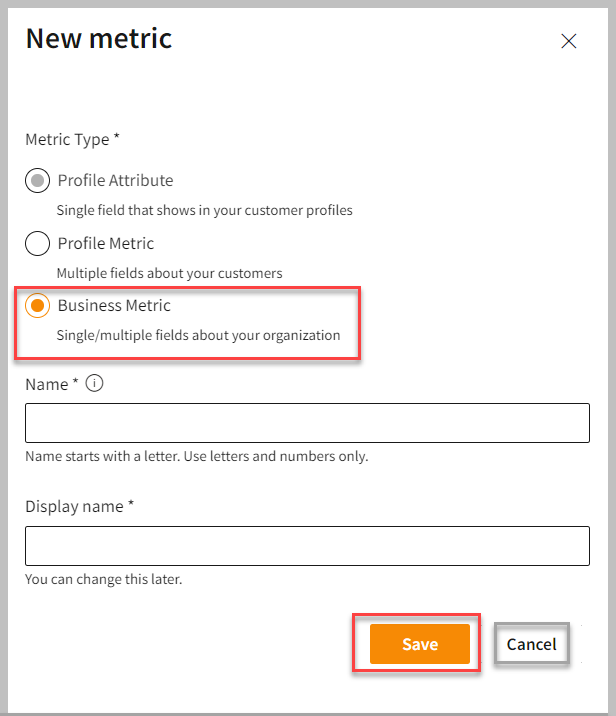 New metric
Metric Type *
Profile Attribute
Single field that shows in your customer profiles
Profile Metric
Multiple fields about your customers
Business Metric
Single/multiple fields about your organization
Name *
Name starts with a letter. Use letters and numbers only.
Display name *
You can change this later.
Save Cancel